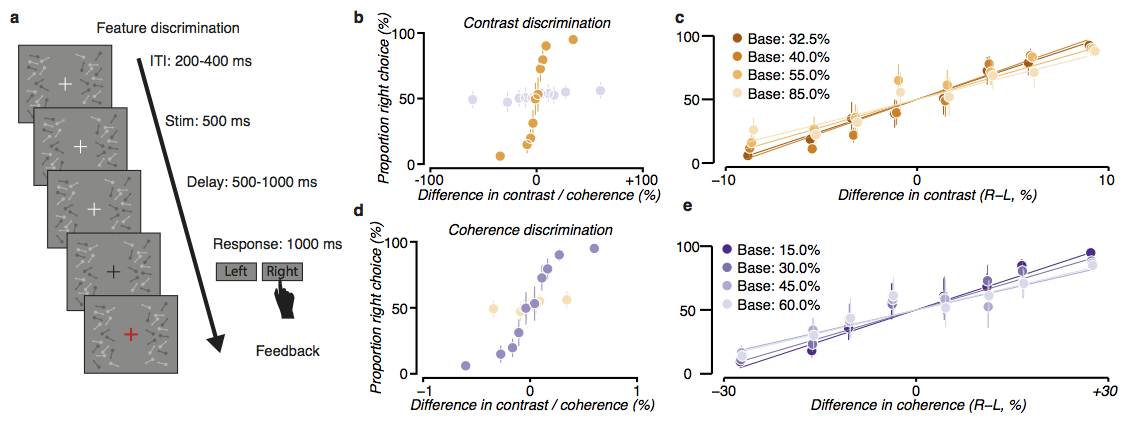 a
Feature discrimination
ITI: 200-400 ms
Stim: 500 ms
Delay: 500-1000 ms
Response: 1000 ms
Left
Right
Feedback
b
Contrast discrimination
Proportion right choice (%)
100
50
0
-100
0
+100
Difference in contrast / coherence (%)
c
100
50
0
Base: 32.5%
Base: 40.0%
Base: 55.0%
Base: 85.0%
−10
0
10
Difference in contrast (R–L, %)
d
Coherence discrimination
Proportion right choice (%)
100
50
0
−1
0
1
Difference in contrast / coherence (%)
e
100
50
0
Base: 15.0%
Base: 30.0%
Base: 45.0%
Base: 60.0%
−30
0
+30
Difference in coherence (R–L, %)